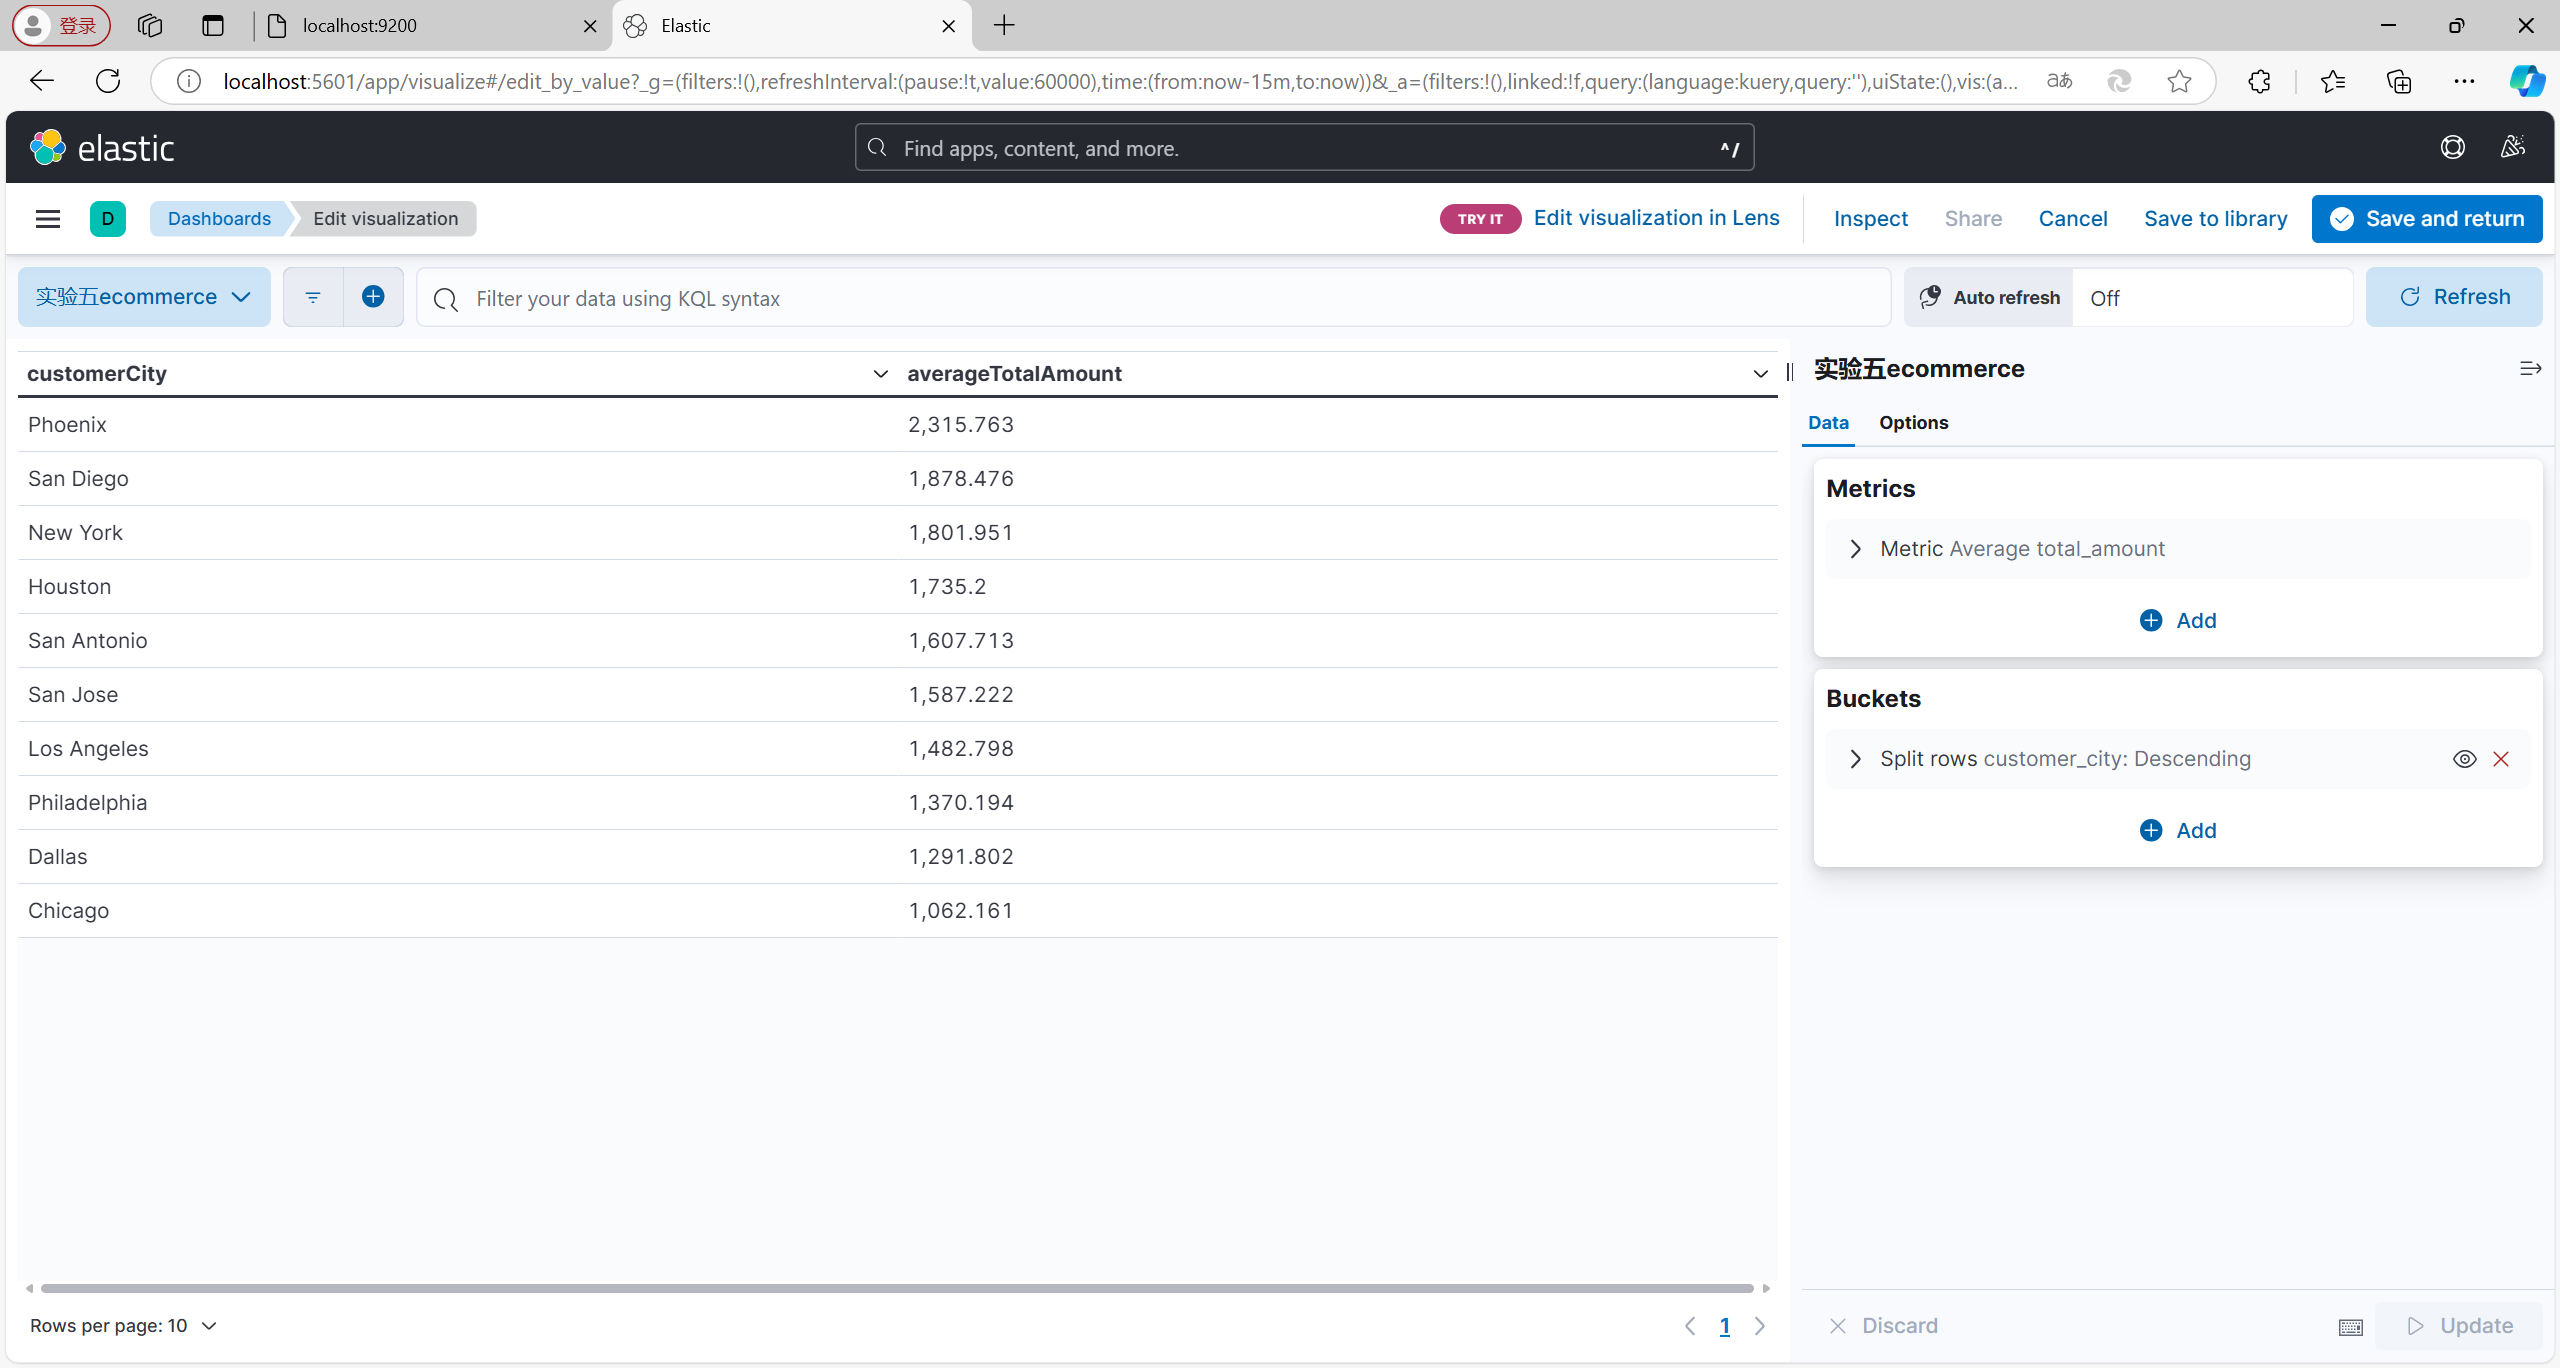 登录
localhost:9200
Elastic
localhost:5601/app/visualize#/edit_by_value?_g=(filters:!(),refreshInterval:(pause:!t,value:60000),time:(from:now-15m,to:now))&_a=(filters:!(),linked:!f,query:(language:kuery,query:''),uiState:(),vis:(a...
aあ
elastic
Find apps, content, and more.
^/
D
Dashboards
Edit visualization
TRY IT
Edit visualization in Lens
Inspect
Share
Cancel
Save to library
Save and return
实验五ecommerce
Filter your data using KQL syntax
Auto refresh
Off
Refresh
customerCity
averageTotalAmount
Phoenix 2,315.763
San Diego 1,878.476
New York 1,801.951
Houston 1,735.2
San Antonio 1,607.713
San Jose 1,587.222
Los Angeles 1,482.798
Philadelphia 1,370.194
Dallas 1,291.802
Chicago 1,062.161
Rows per page: 10
1
实验五ecommerce
Data
Options
Metrics
Metric Average total_amount
Add
Buckets
Split rows customer_city: Descending
Add
Discard
Update